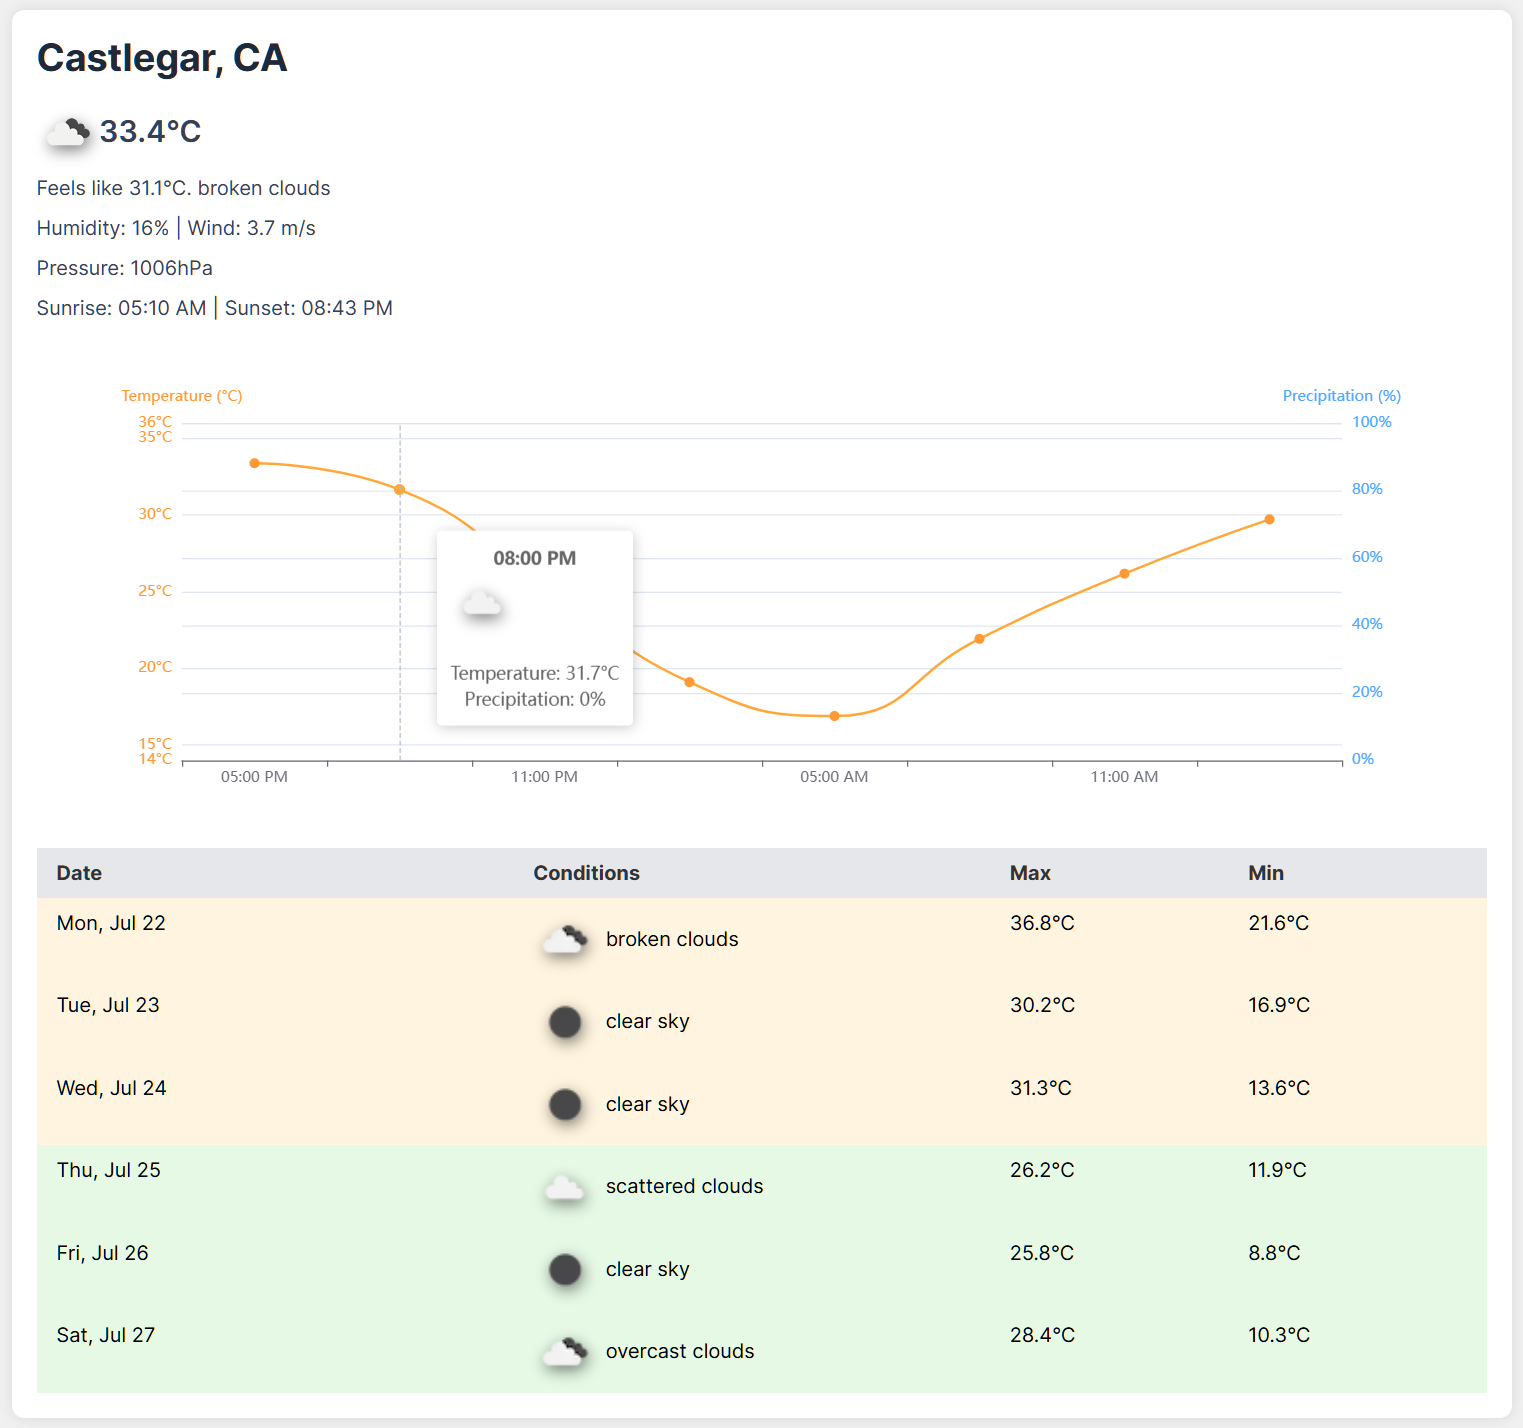 Castlegar, CA
33.4°C
Feels like 31.1°C. broken clouds
Humidity: 16% | Wind: 3.7 m/s
Pressure: 1006hPa
Sunrise: 05:10 AM | Sunset: 08:43 PM
Temperature (°C) Precipitation (%)
36°C 100%
35°C
80%
30°C
60%
25°C
40%
20°C
20%
15°C
14°C 0%
08:00 PM
Temperature: 31.7°C
Precipitation: 0%
05:00 PM 11:00 PM 05:00 AM 11:00 AM
Date Conditions Max Min
Mon, Jul 22 broken clouds 36.8°C 21.6°C
Tue, Jul 23 clear sky 30.2°C 16.9°C
Wed, Jul 24 clear sky 31.3°C 13.6°C
Thu, Jul 25 scattered clouds 26.2°C 11.9°C
Fri, Jul 26 clear sky 25.8°C 8.8°C
Sat, Jul 27 overcast clouds 28.4°C 10.3°C